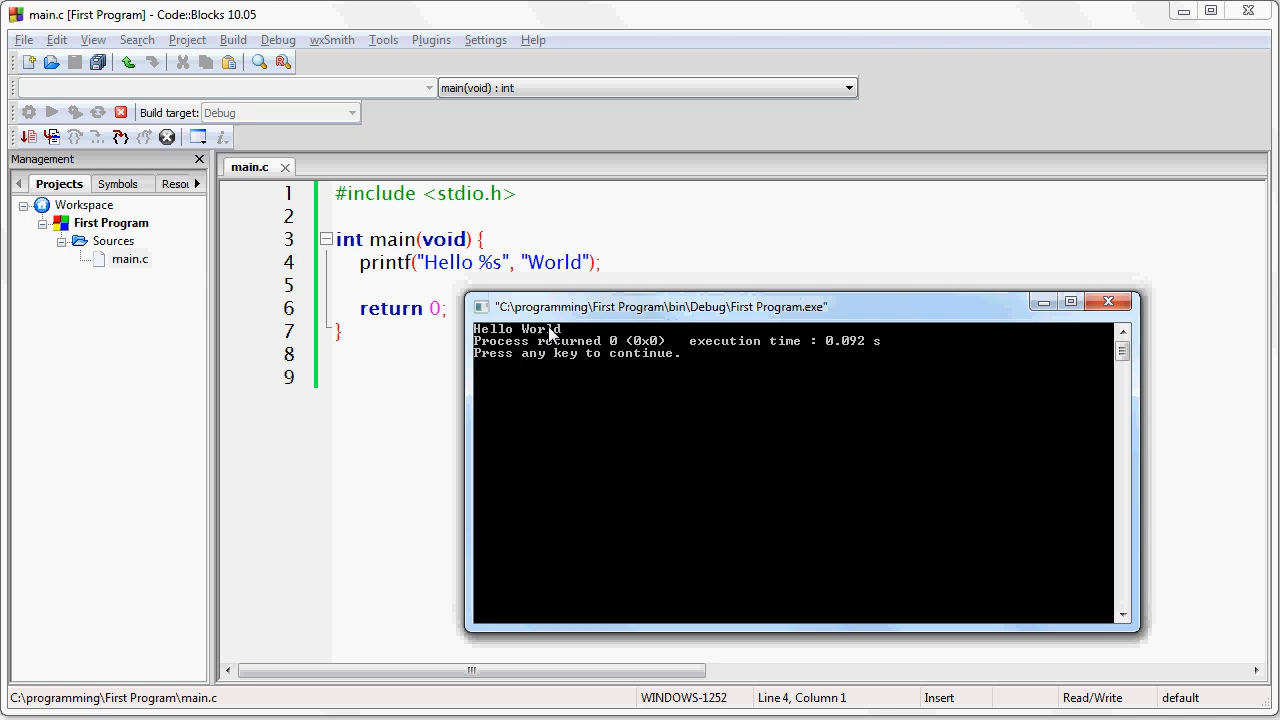 main.c [First Program] - Code::Blocks 10.05
File Edit View Search Project Build Debug wxSmith Tools Plugins Settings Help
main(void) : int
Build target: Debug
Management
Projects Symbols Resou
main.c
Workspace
First Program
Sources
main.c
1 #include <stdio.h>
2
3 int main(void) {
4 printf("Hello %s", "World");
5
6 return 0;
7 }
8
9
"C:\programming\First Program\bin\Debug\First Program.exe"
Hello World
Process returned 0 (0x0)   execution time : 0.092 s
Press any key to continue.
C:\programming\First Program\main.c WINDOWS-1252 Line 4, Column 1 Insert Read/Write default